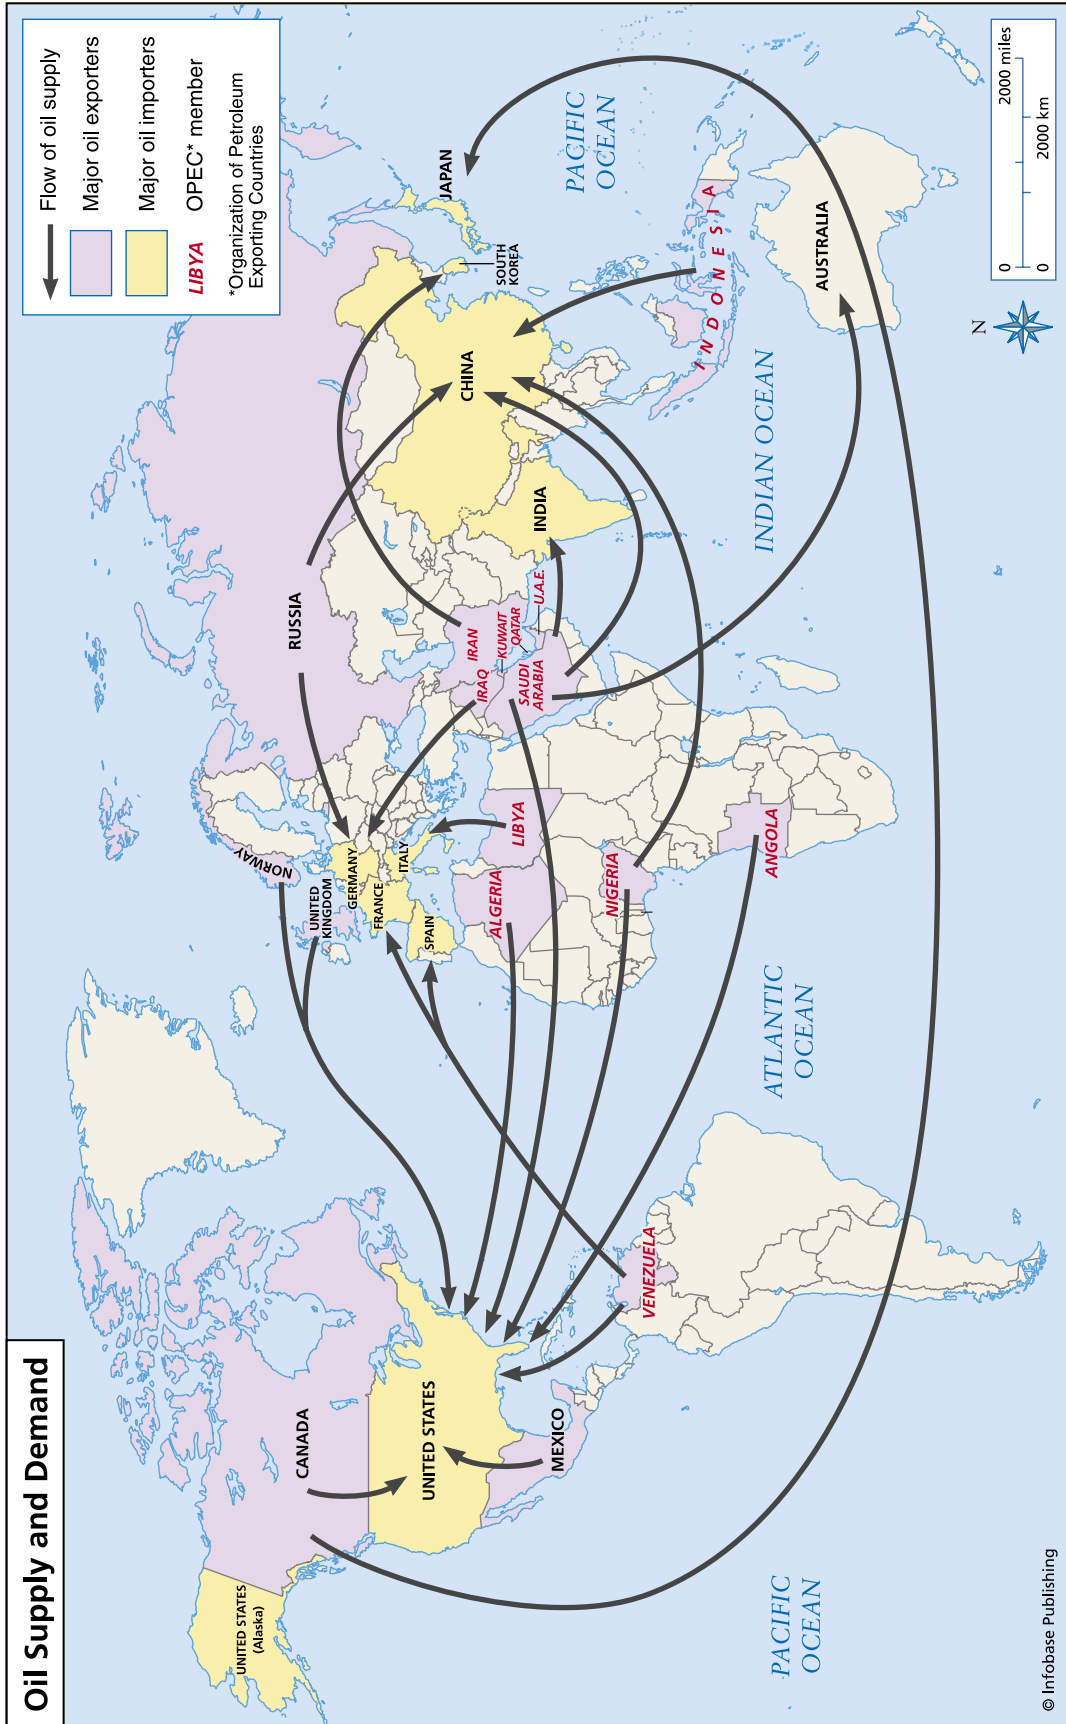 Oil Supply and Demand
Flow of oil supply
Major oil exporters
Major oil importers
LIBYA
OPEC* member
*Organization of Petroleum
Exporting Countries
UNITED STATES
(Alaska)
CANADA
UNITED STATES
MEXICO
VENEZUELA
NORWAY
UNITED
KINGDOM
GERMANY
FRANCE
ITALY
SPAIN
RUSSIA
ALGERIA
LIBYA
NIGERIA
ANGOLA
IRAQ
IRAN
KUWAIT
QATAR
U.A.E.
SAUDI
ARABIA
INDIA
CHINA
SOUTH
KOREA
JAPAN
INDONESIA
AUSTRALIA
PACIFIC
OCEAN
ATLANTIC
OCEAN
INDIAN OCEAN
PACIFIC
OCEAN
N
0 2000 miles
0 2000 km
© Infobase Publishing